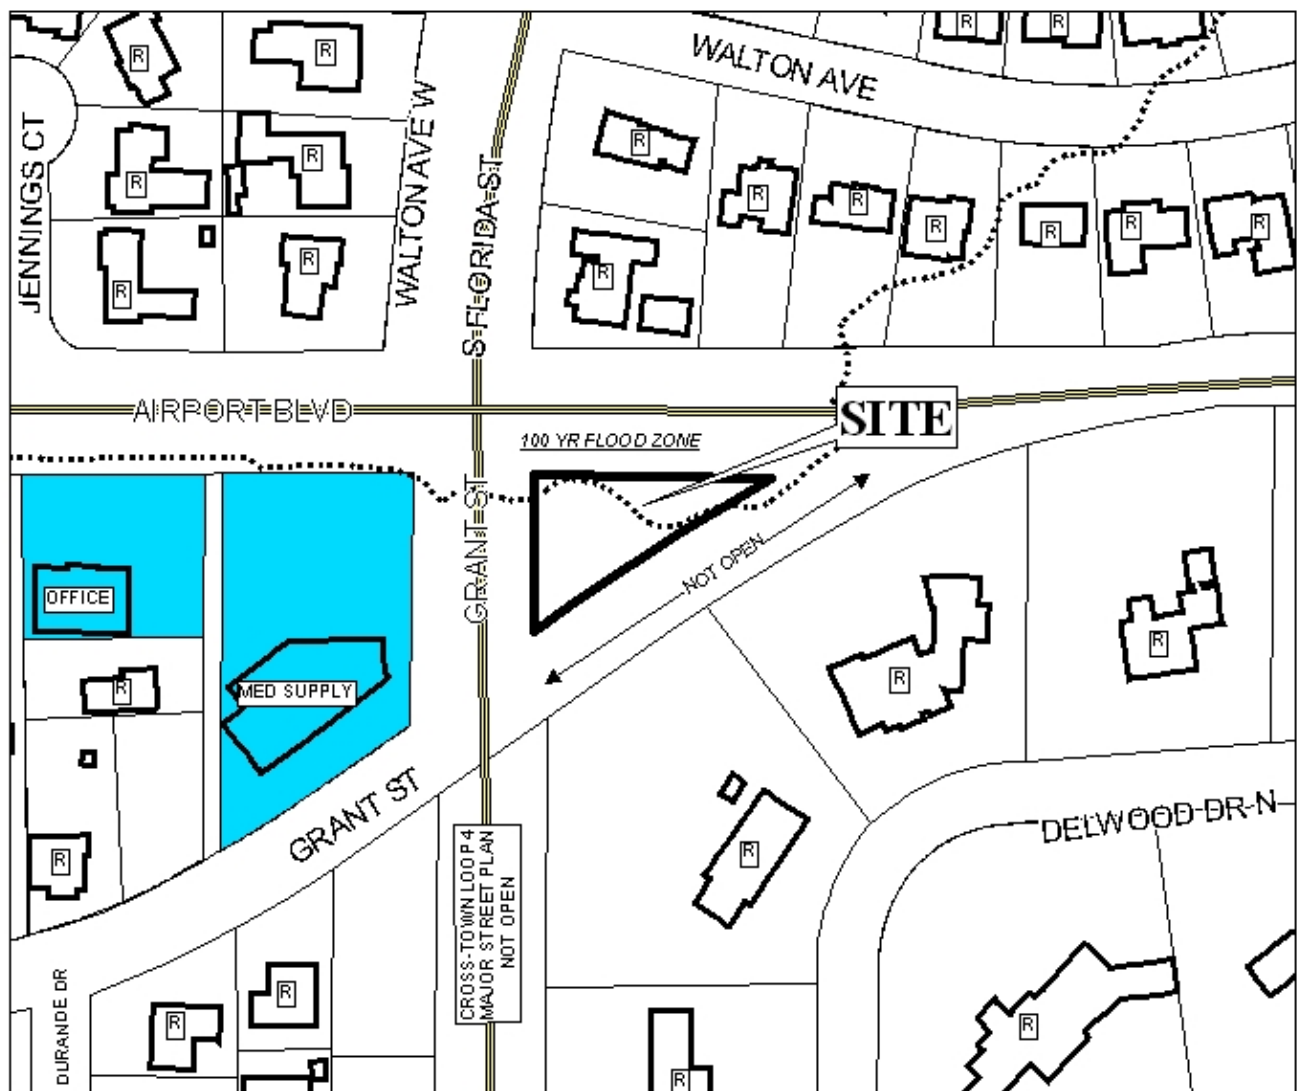 R
R
R
R
R
R
WALTON AVE
JENNINGS CT
R
R
WALTON AVE W
S FLORIDA ST
R
R
R
R
R
R
R
R
R
R
AIRPORT BLVD
SITE
100 YR FLOOD ZONE
GRANT ST
NOT OPEN
OFFICE
MED SUPPLY
R
R
R
R
GRANT ST
DELWOOD DR N
R
R
CROSS-TOWN LOOP 4
MAJOR STREET PLAN
NOT OPEN
DURANDE DR
R
R
R
R